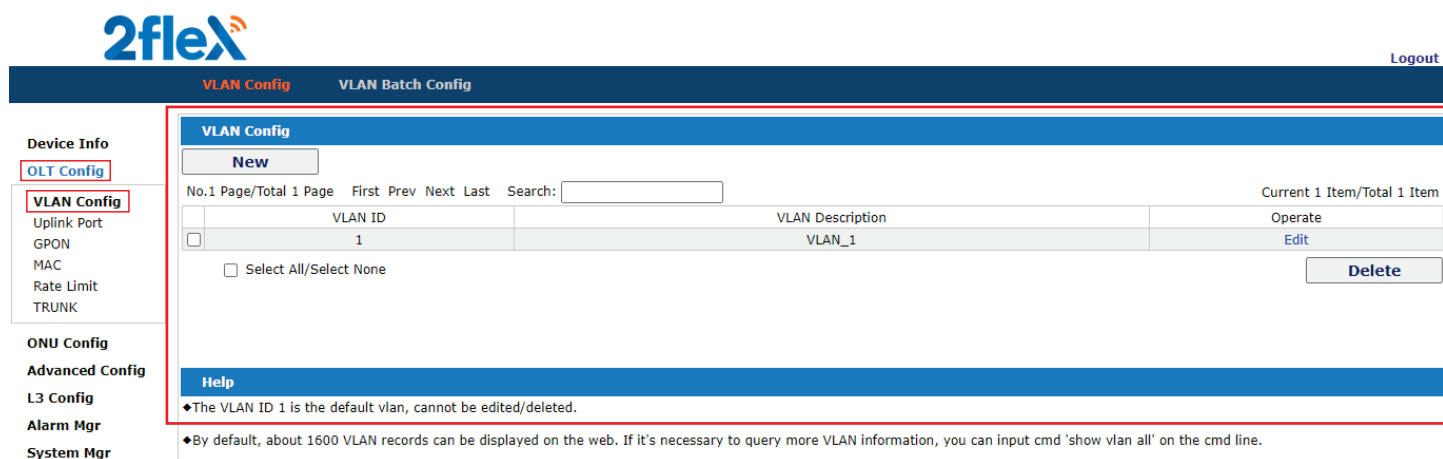 2flex
Logout
VLAN Config VLAN Batch Config
Device Info
OLT Config
VLAN Config
Uplink Port
GPON
MAC
Rate Limit
TRUNK
ONU Config
Advanced Config
L3 Config
Alarm Mgr
System Mgr
VLAN Config
New
No.1 Page/Total 1 Page First Prev Next Last Search: Current 1 Item/Total 1 Item
VLAN ID VLAN Description Operate
1 VLAN_1 Edit
Select All/Select None Delete
Help
◆The VLAN ID 1 is the default vlan, cannot be edited/deleted.
◆By default, about 1600 VLAN records can be displayed on the web. If it's necessary to query more VLAN information, you can input cmd 'show vlan all' on the cmd line.